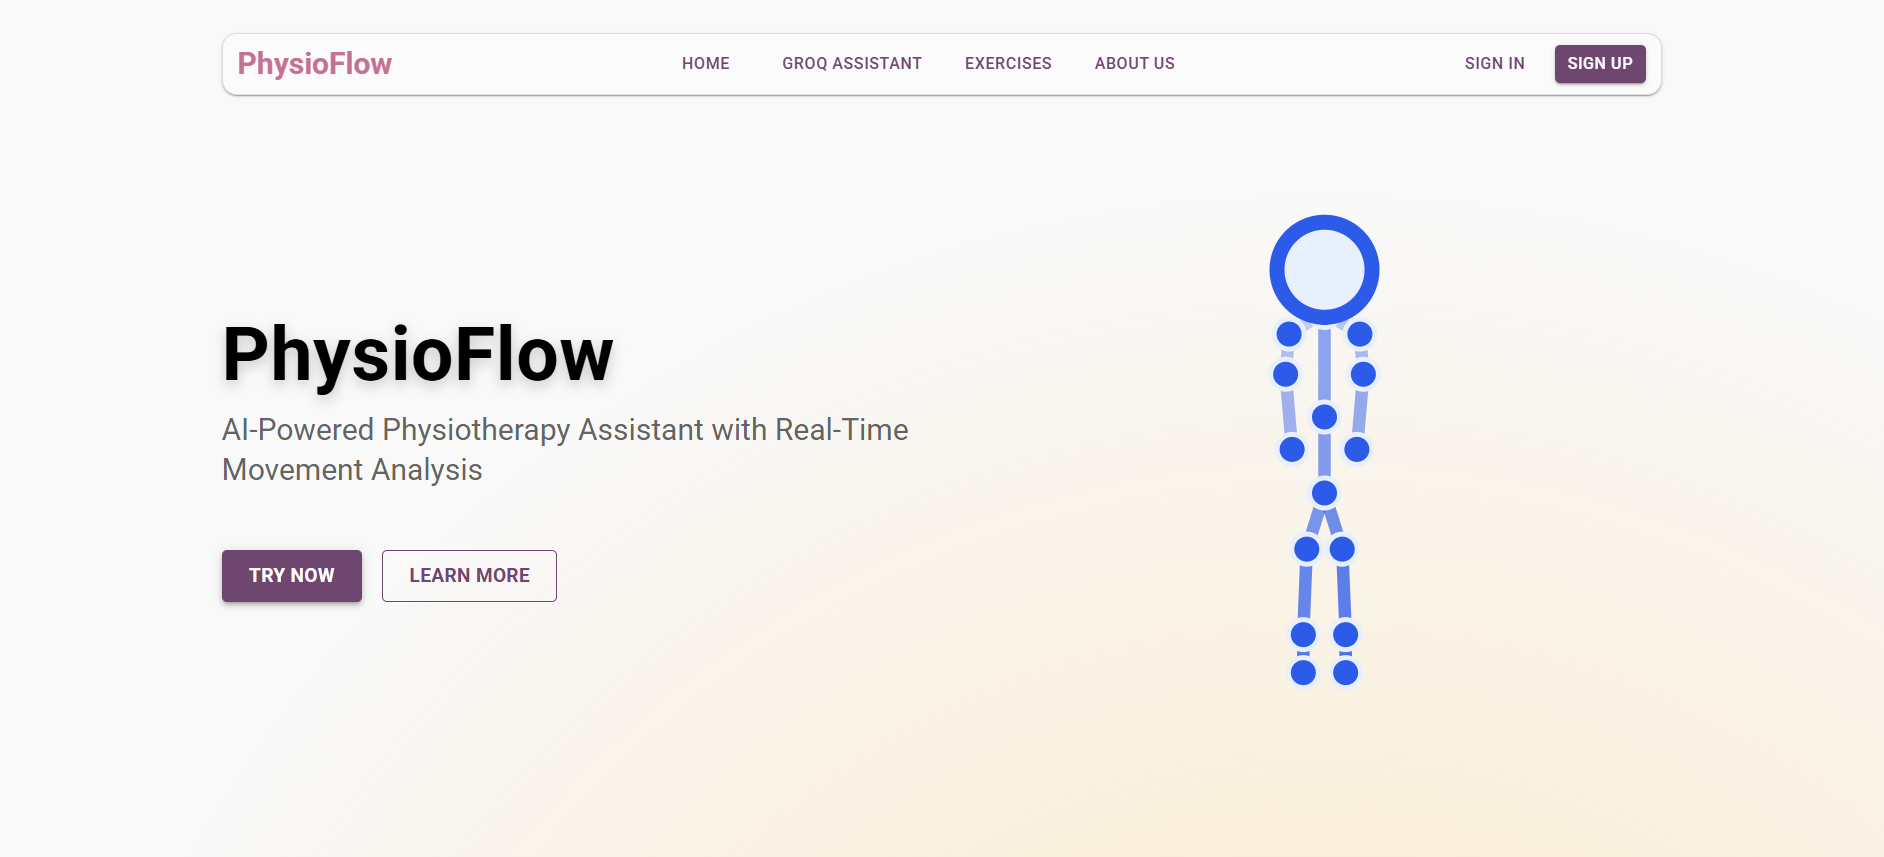 PhysioFlow
HOME
GROQ ASSISTANT
EXERCISES
ABOUT US
SIGN IN
SIGN UP
PhysioFlow
AI-Powered Physiotherapy Assistant with Real-Time
Movement Analysis
TRY NOW
LEARN MORE